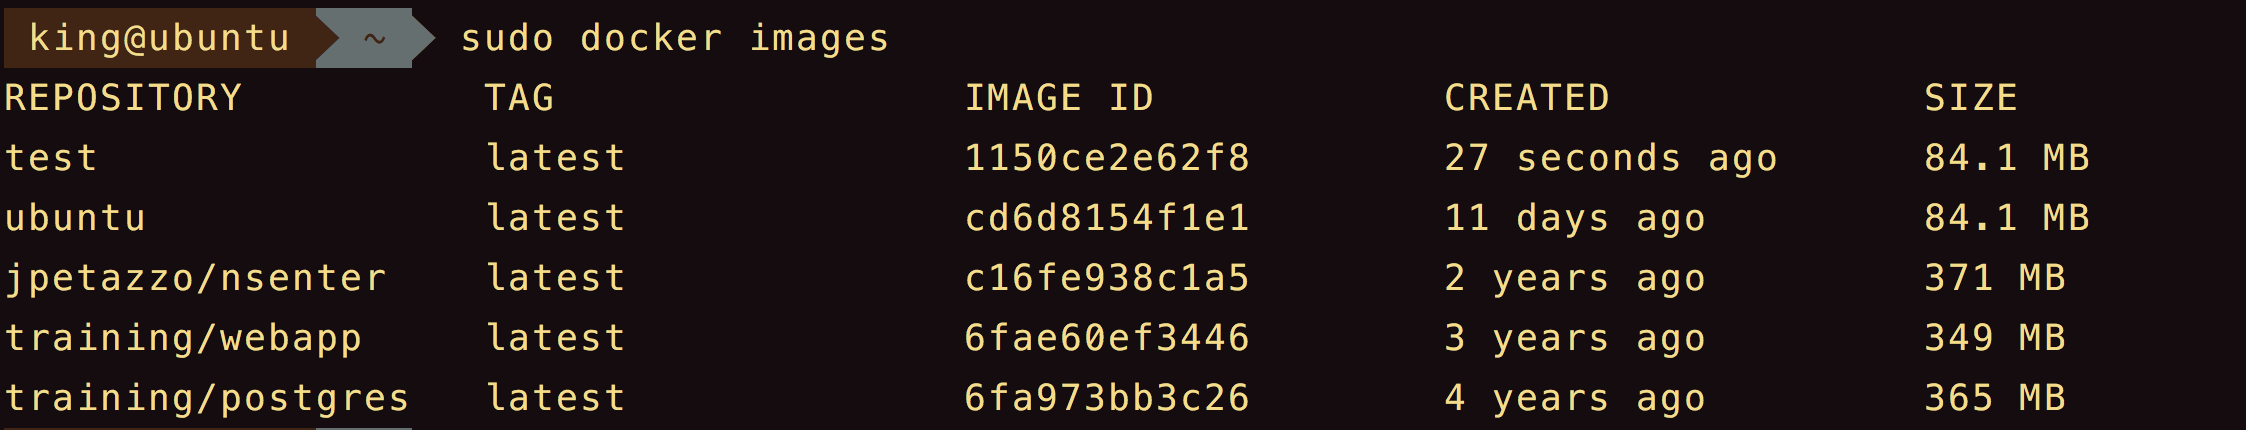 king@ubuntu ~ sudo docker images
REPOSITORY TAG IMAGE ID CREATED SIZE
test latest 1150ce2e62f8 27 seconds ago 84.1 MB
ubuntu latest cd6d8154f1e1 11 days ago 84.1 MB
jpetazzo/nsenter latest c16fe938c1a5 2 years ago 371 MB
training/webapp latest 6fae60ef3446 3 years ago 349 MB
training/postgres latest 6fa973bb3c26 4 years ago 365 MB